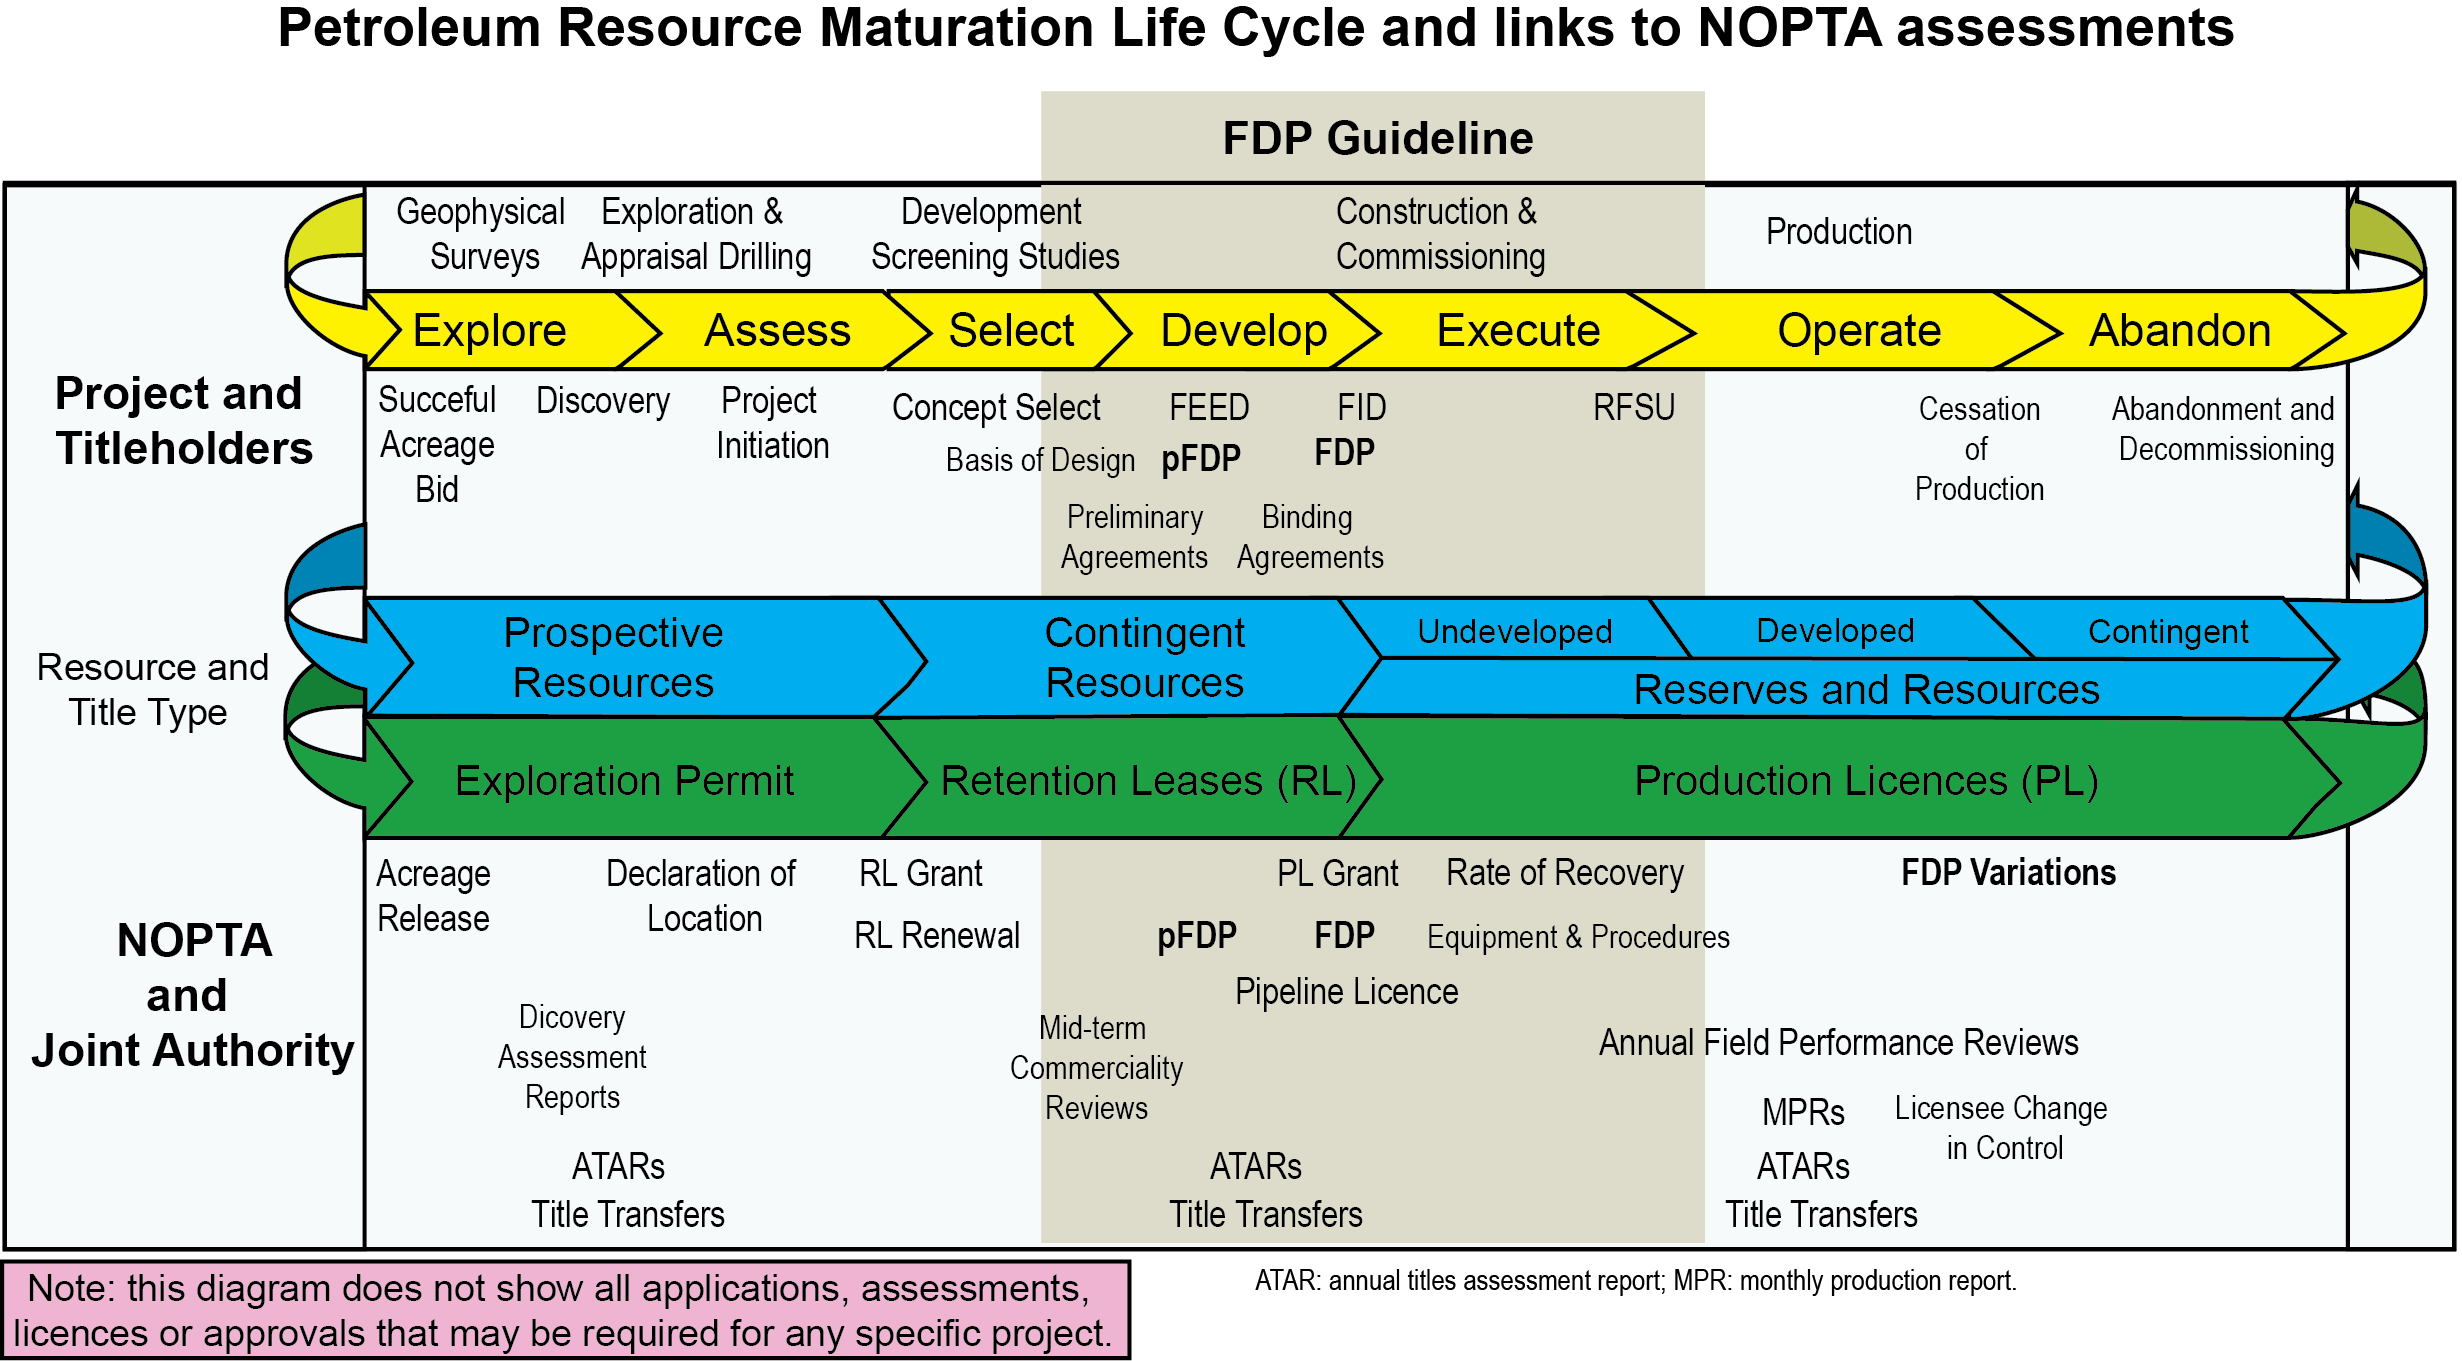 Petroleum Resource Maturation Life Cycle and links to NOPTA assessments
FDP Guideline
Geophysical
Surveys
Exploration &
Appraisal Drilling
Development
Screening Studies
Construction &
Commissioning
Production
Explore
Assess
Select
Develop
Execute
Operate
Abandon
Project and
Titleholders
Succeful
Acreage
Bid
Discovery
Project
Initiation
Concept Select
Basis of Design
FEED
pFDP
FID
FDP
Preliminary
Agreements
Binding
Agreements
RFSU
Cessation
of
Production
Abandonment and
Decommissioning
Resource and
Title Type
Prospective
Resources
Contingent
Resources
Undeveloped
Developed
Contingent
Reserves and Resources
Exploration Permit
Retention Leases (RL)
Production Licences (PL)
NOPTA
and
Joint Authority
Acreage
Release
Declaration of
Location
RL Grant
RL Renewal
PL Grant
Rate of Recovery
FDP Variations
pFDP
FDP
Equipment & Procedures
Pipeline Licence
Dicovery
Assessment
Reports
Mid-term
Commerciality
Reviews
Annual Field Performance Reviews
MPRs
Licensee Change
in Control
ATARs
Title Transfers
ATARs
Title Transfers
ATARs
Title Transfers
Note: this diagram does not show all applications, assessments,
licences or approvals that may be required for any specific project.
ATAR: annual titles assessment report; MPR: monthly production report.